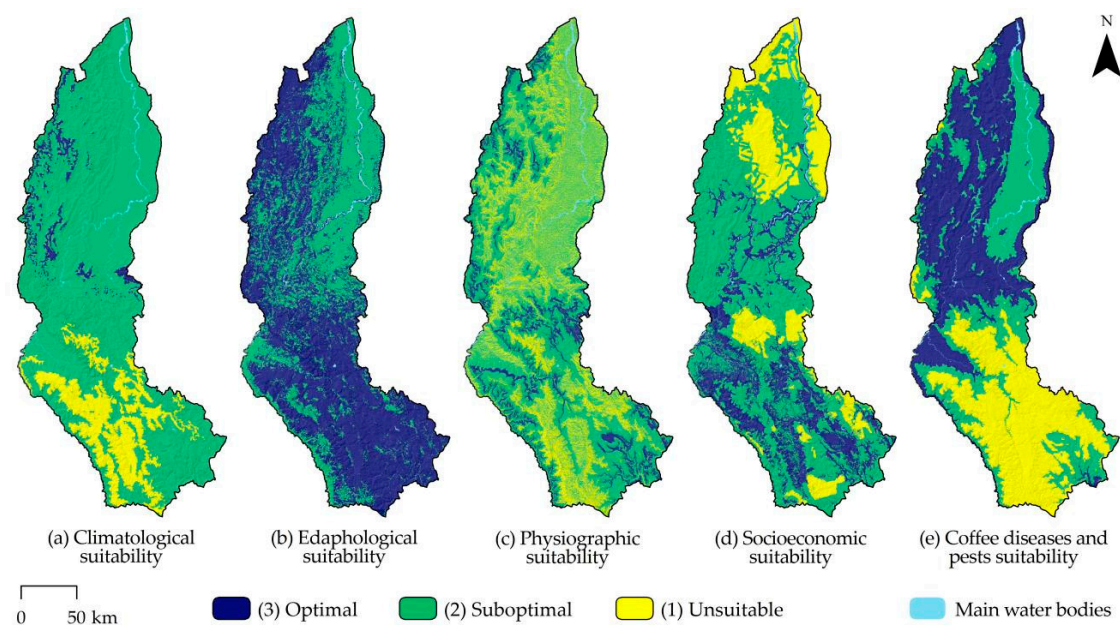 N
(a) Climatological
suitability
(b) Edaphological
suitability
(c) Physiographic
suitability
(d) Socioeconomic
suitability
(e) Coffee diseases and
pests suitability
0 50 km
(3) Optimal
(2) Suboptimal
(1) Unsuitable
Main water bodies